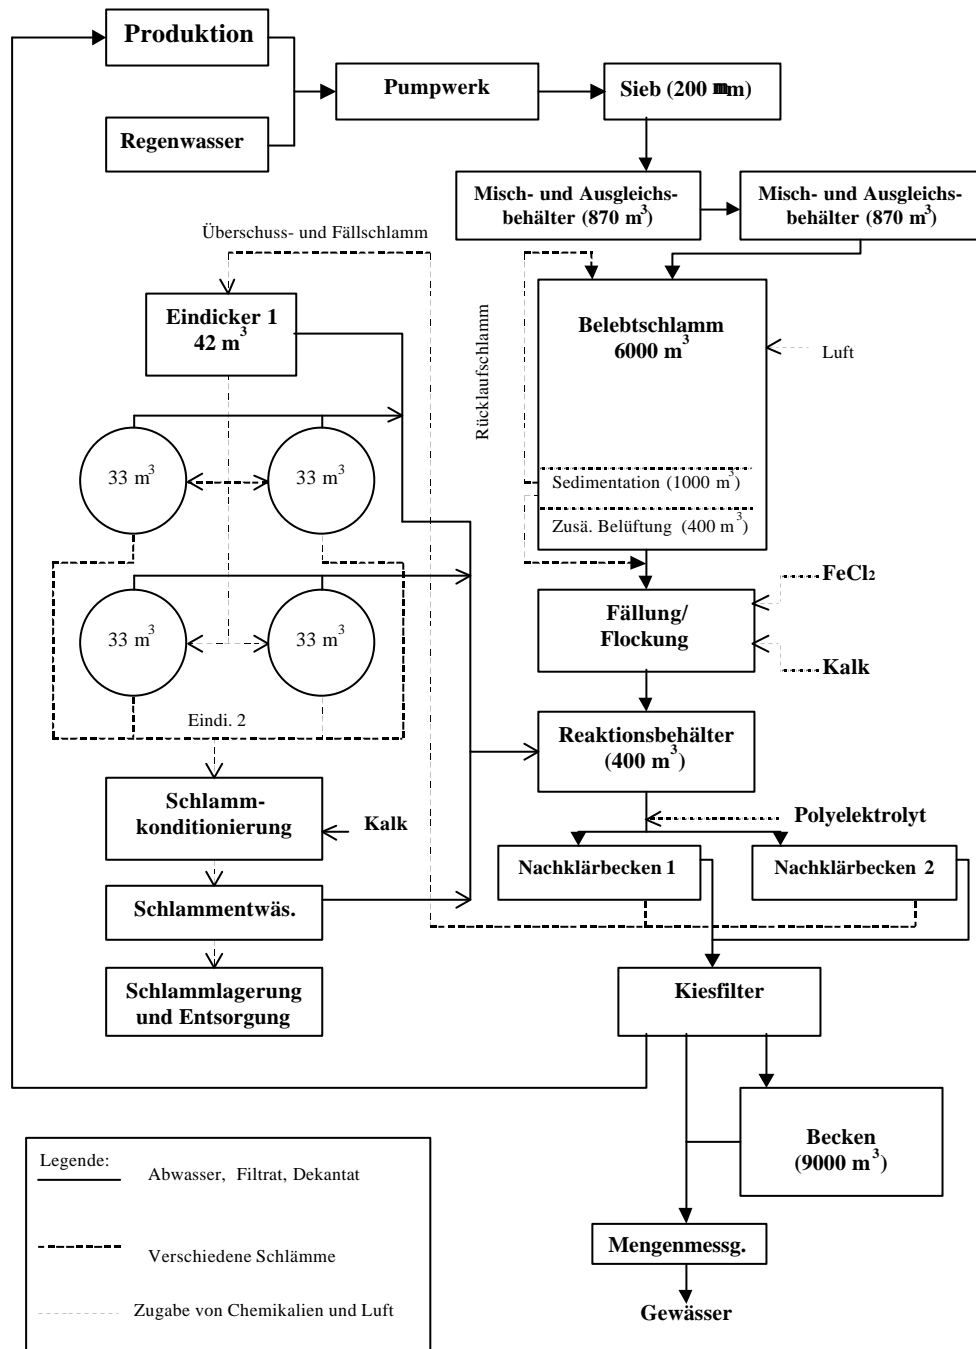 Produktion
Pumpwerk
Sieb (200 mm)
Regenwasser
Misch- und Ausgleichs-
behälter (870 m³)
Misch- und Ausgleichs-
behälter (870 m³)
Überschuss- und Fällschlamm
Eindicker 1
42 m³
Rücklaufschlamm
Belebtschlamm
6000 m³
Luft
33 m³
33 m³
Sedimentation (1000 m³)
Zusä. Belüftung (400 m³)
FeCl₂
Fällung/
Flockung
33 m³
33 m³
Kalk
Eindi. 2
Reaktionsbehälter
(400 m³)
Schlamm-
konditionierung
Kalk
Polyelektrolyt
Nachklärbecken 1
Nachklärbecken 2
Schlammentwäs.
Schlammlagerung
und Entsorgung
Kiesfilter
Becken
(9000 m³)
Legende:
Abwasser, Filtrat, Dekantat
Verschiedene Schlämme
Zugabe von Chemikalien und Luft
Mengenmessg.
Gewässer